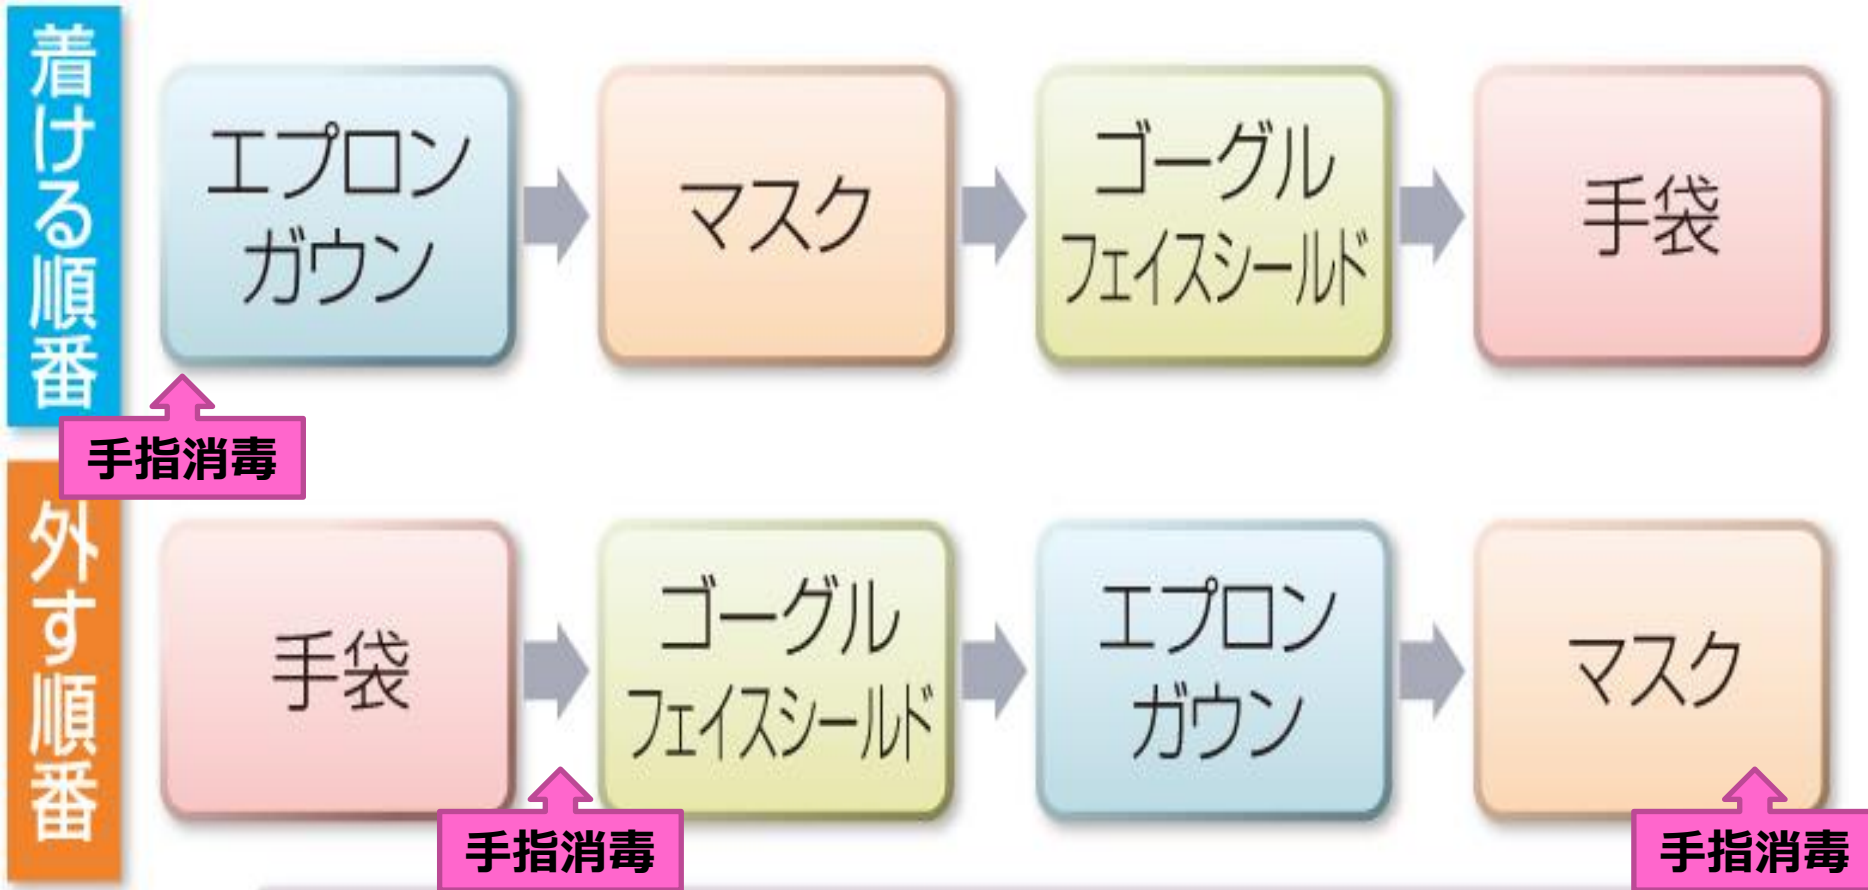 着ける順番
エプロン
ガウン
マスク
ゴーグル
フェイスシールド
手袋
手指消毒
外す順番
手袋
ゴーグル
フェイスシールド
エプロン
ガウン
マスク
手指消毒
手指消毒